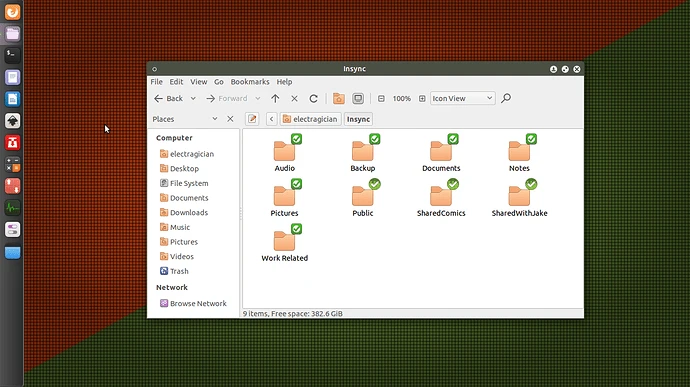 Insync
File Edit View Go Bookmarks Help
Back Forward 100% Icon View
Places electragician Insync
Computer
electragician
Desktop
File System
Documents
Downloads
Music
Pictures
Videos
Trash
Network
Browse Network
Audio Backup Documents Notes
Pictures Public SharedComics SharedWithJake
Work Related
9 items, Free space: 382.6 GiB